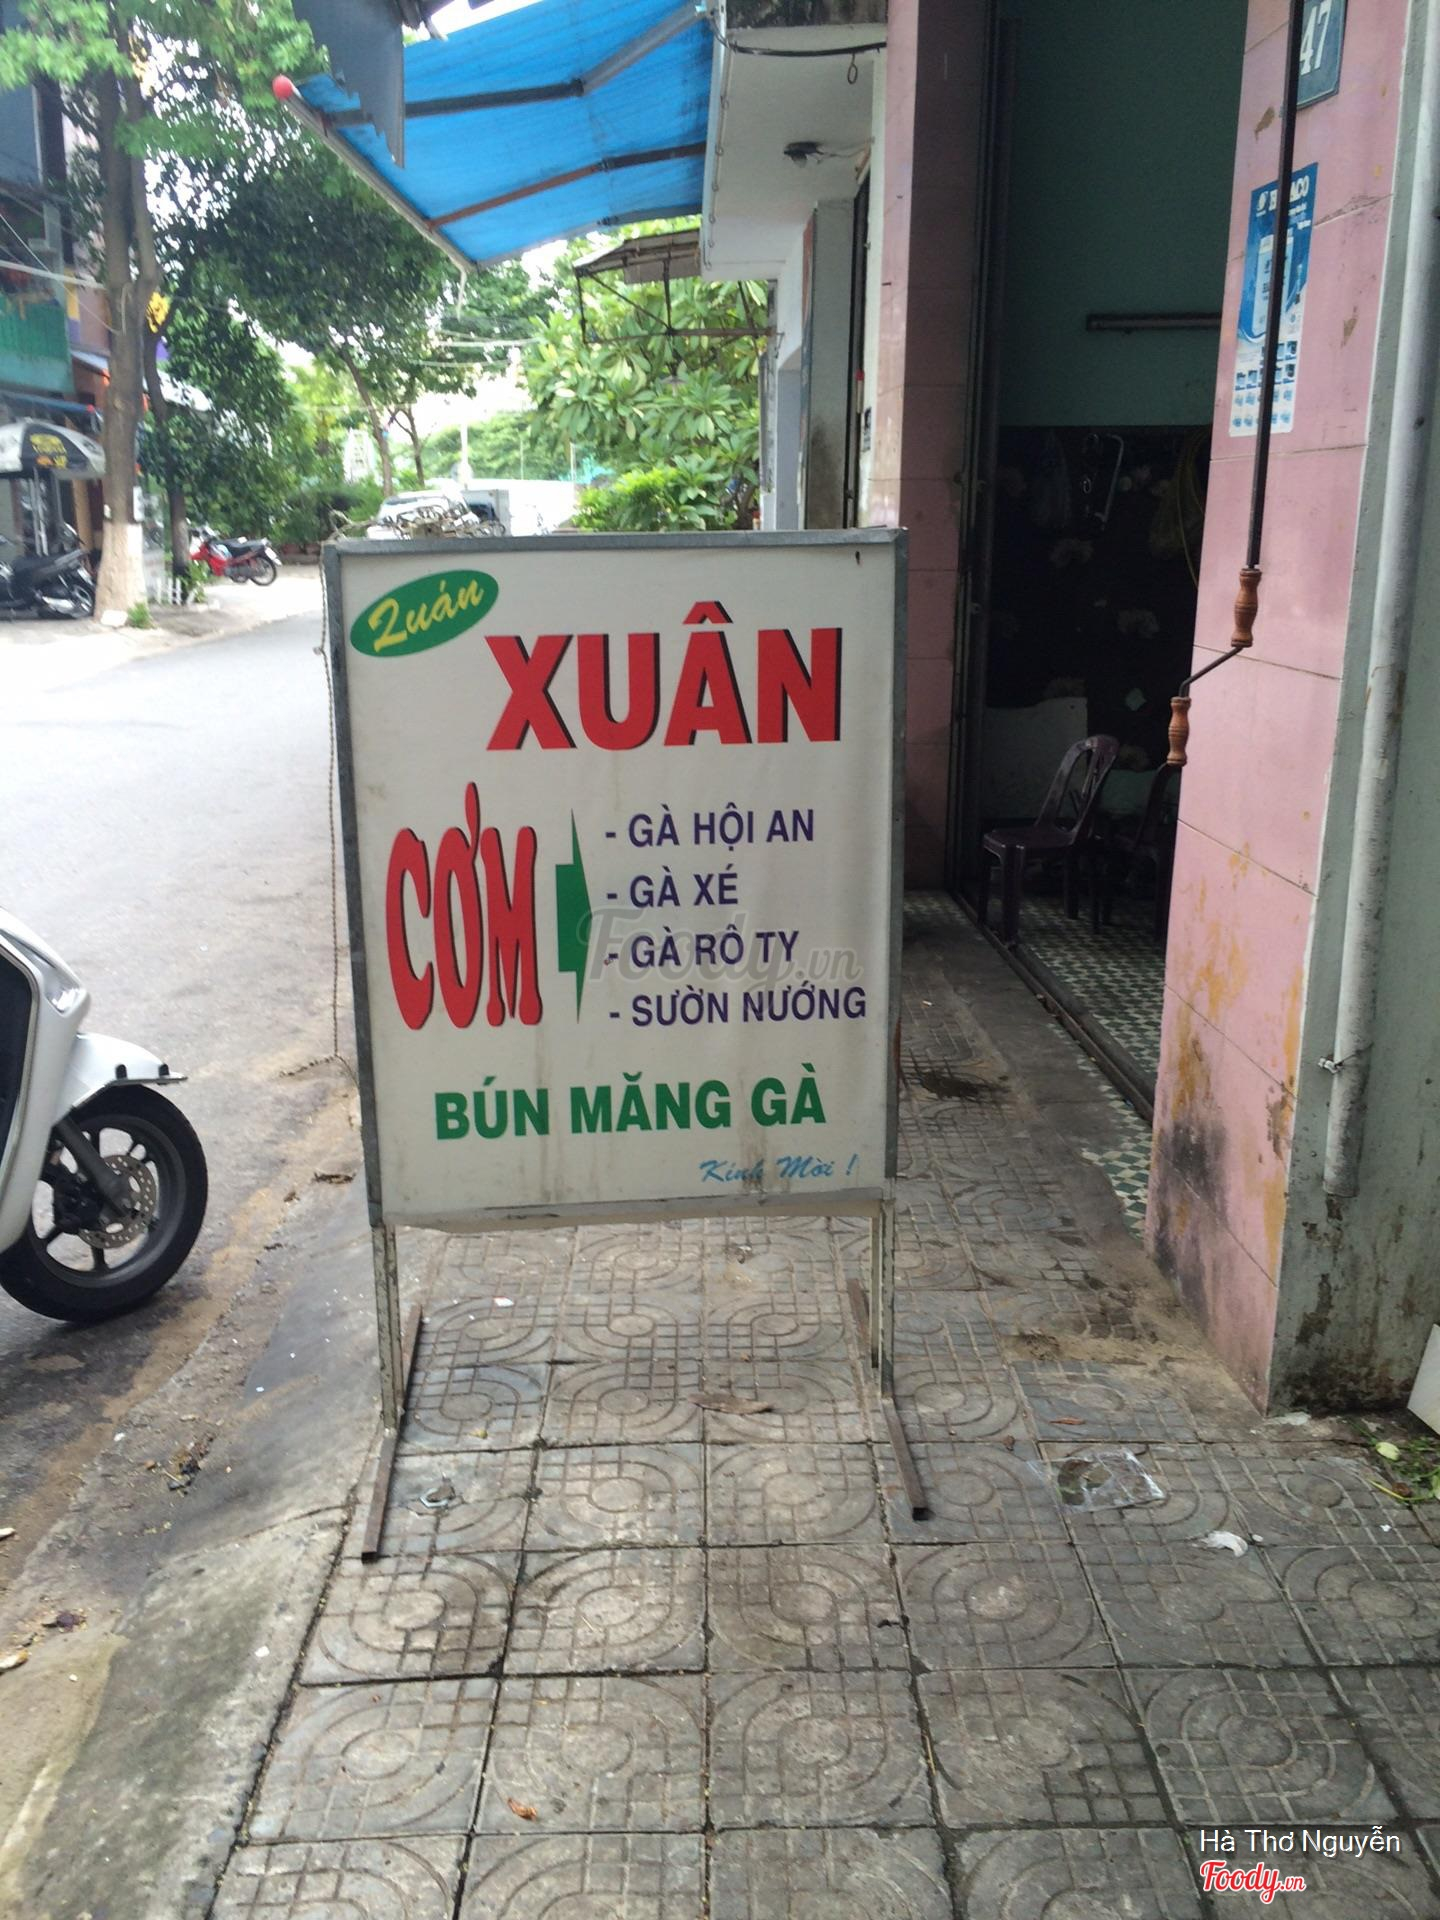 47
Quán
XUÂN
CƠM
- GÀ HỘI AN
- GÀ XÉ
- GÀ RÔ TY
- SƯỜN NƯỚNG
BÚN MĂNG GÀ
Kính Mời !
Foody.vn
Hà Thơ Nguyễn
Foody.vn